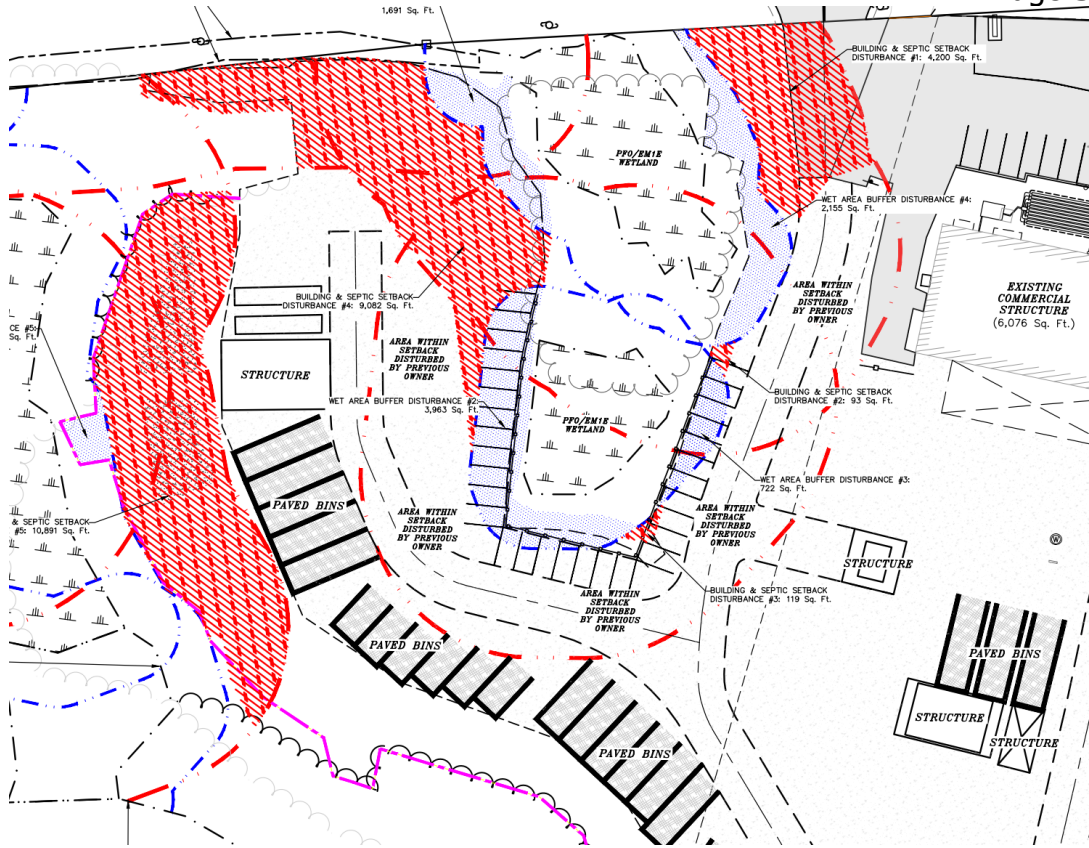 1,691 Sq. Ft.
BUILDING & SEPTIC SETBACK
DISTURBANCE #1: 4,200 Sq. Ft.
PFO/EM1E
WETLAND
WET AREA BUFFER DISTURBANCE #4:
2,155 Sq. Ft.
BUILDING & SEPTIC SETBACK
DISTURBANCE #4: 9,082 Sq. Ft.
AREA WITHIN
SETBACK
DISTURBED
BY PREVIOUS
OWNER
EXISTING
COMMERCIAL
STRUCTURE
(6,076 Sq. Ft.)
CE #5:
Sq. Ft.
AREA WITHIN
SETBACK
DISTURBED
BY PREVIOUS
OWNER
STRUCTURE
WET AREA BUFFER DISTURBANCE #2:
3,963 Sq. Ft.
BUILDING & SEPTIC SETBACK
DISTURBANCE #2: 93 Sq. Ft.
PFO/EM1E
WETLAND
WET AREA BUFFER DISTURBANCE #3:
722 Sq. Ft.
PAVED BINS
& SEPTIC SETBACK
#5: 10,891 Sq. Ft.
AREA WITHIN
SETBACK
DISTURBED
BY PREVIOUS
OWNER
AREA WITHIN
SETBACK
DISTURBED
BY PREVIOUS
OWNER
W
STRUCTURE
AREA WITHIN
SETBACK
DISTURBED
BY PREVIOUS
OWNER
BUILDING & SEPTIC SETBACK
DISTURBANCE #3: 119 Sq. Ft.
PAVED BINS
PAVED BINS
STRUCTURE
STRUCTURE
PAVED BINS